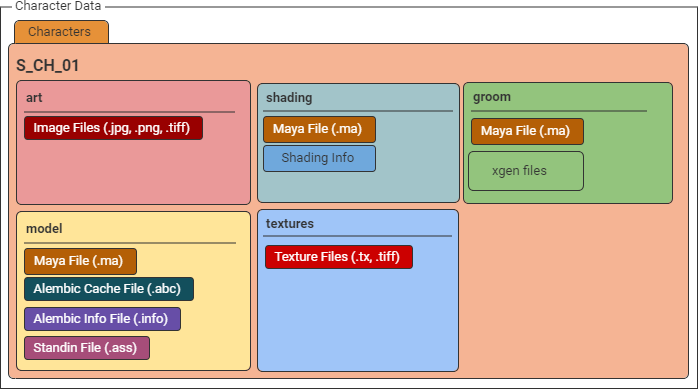 Character Data
Characters
S_CH_01
art
Image Files (.jpg, .png, .tiff)
shading
Maya File (.ma)
Shading Info
groom
Maya File (.ma)
xgen files
model
Maya File (.ma)
Alembic Cache File (.abc)
Alembic Info File (.info)
Standin File (.ass)
textures
Texture Files (.tx, .tiff)